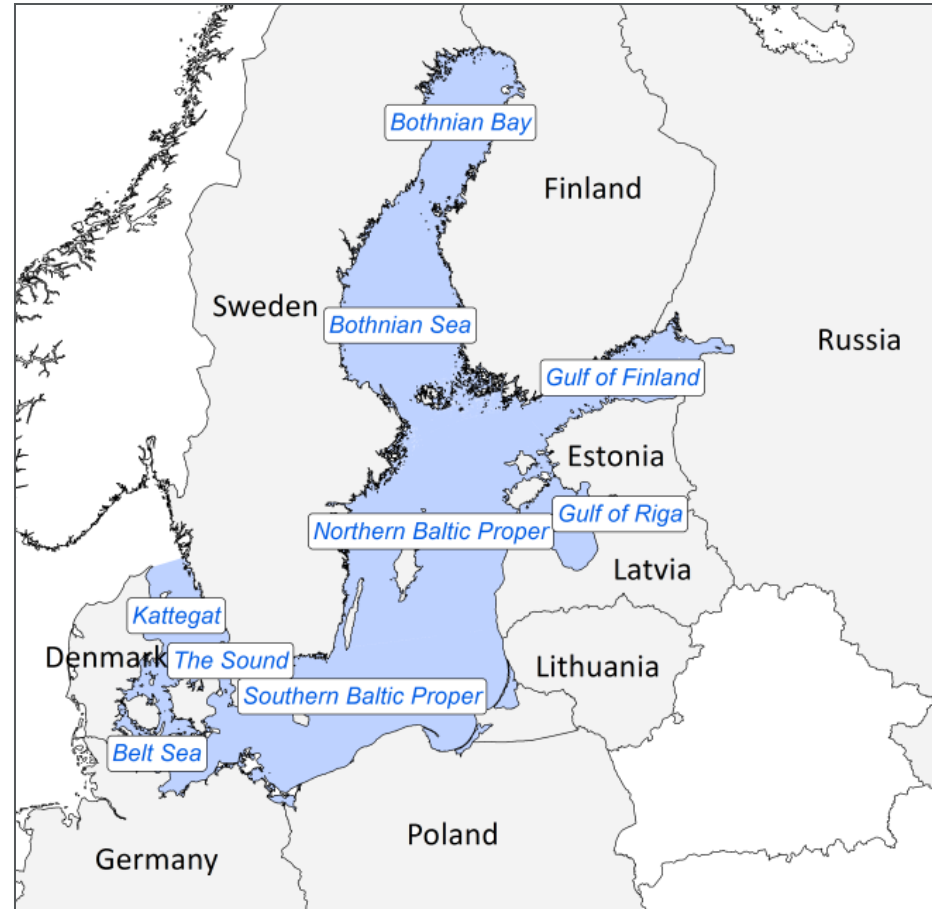 Bothnian Bay
Finland
Sweden
Bothnian Sea
Russia
Gulf of Finland
Estonia
Gulf of Riga
Northern Baltic Proper
Latvia
Kattegat
Denmark
The Sound
Lithuania
Southern Baltic Proper
Belt Sea
Poland
Germany